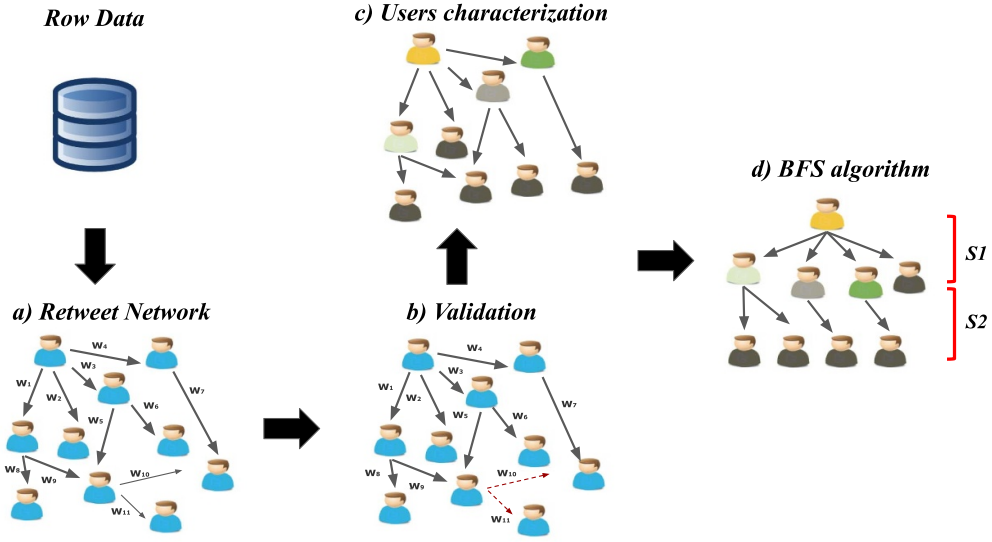 Row Data
c) Users characterization
d) BFS algorithm
S1
S2
a) Retweet Network
W₄
W₃
W₁
W₂
W₇
W₅
W₆
W₈
W₉
W₁₀
W₁₁
b) Validation
W₄
W₃
W₁
W₂
W₇
W₅
W₆
W₈
W₉
W₁₀
W₁₁